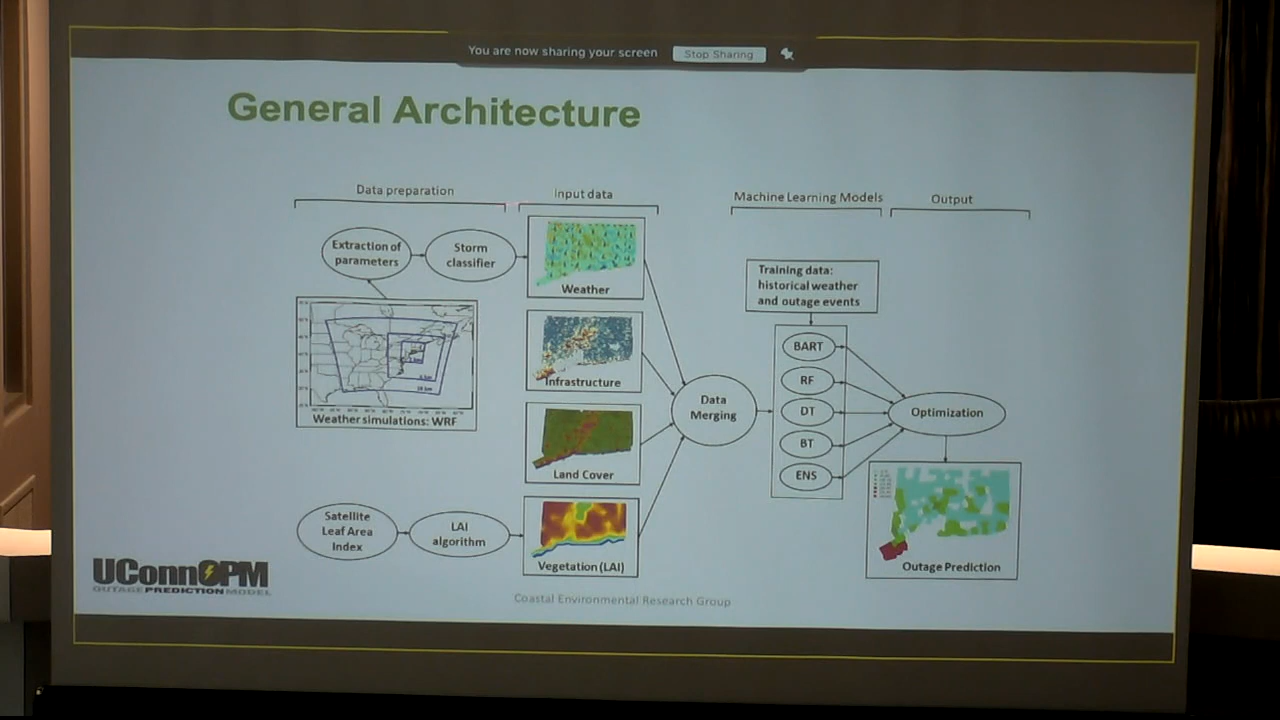 You are now sharing your screen
Stop Sharing
General Architecture
Data preparation
Input data
Machine Learning Models
Output
Extraction of
parameters
Storm
classifier
Weather
Training data:
historical weather
and outage events
Infrastructure
BART
RF
DT
BT
ENS
Data
Merging
Optimization
Weather simulations: WRF
Land Cover
Satellite
Leaf Area
Index
LAI
algorithm
Vegetation (LAI)
Outage Prediction
UConn OPM
OUTAGE PREDICTION MODEL
Coastal Environmental Research Group